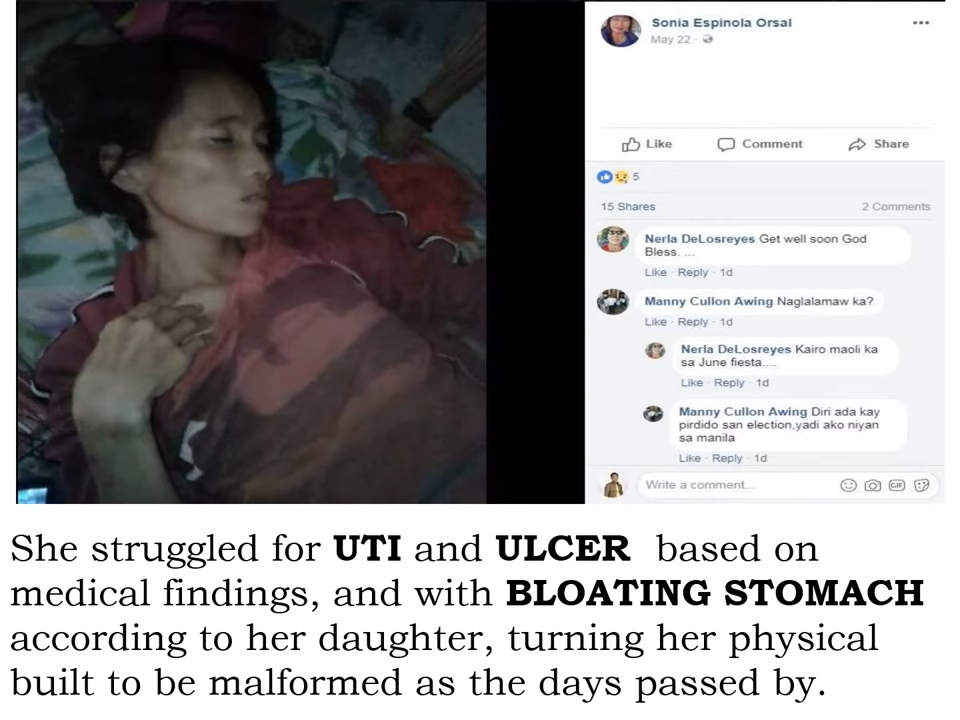 Sonia Espinola Orsal
May 22
Like Comment Share
5
15 Shares 2 Comments
Nerla DeLosreyes Get well soon God
Bless. ...
Like · Reply · 1d
Manny Cullon Awing Naglalamaw ka?
Like · Reply · 1d
Nerla DeLosreyes Kairo maoli ka
sa June fiesta....
Like · Reply · 1d
Manny Cullon Awing Diri ada kay
pirdido san election,yadi ako niyan
sa manila
Like · Reply · 1d
Write a comment...
GIF
She struggled for UTI and ULCER based on
medical findings, and with BLOATING STOMACH
according to her daughter, turning her physical
built to be malformed as the days passed by.